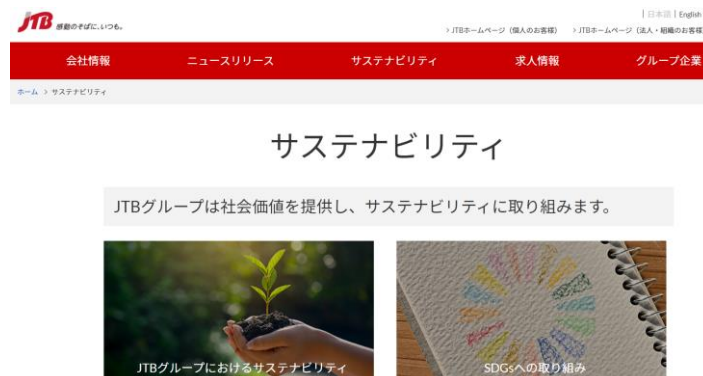 JTB 感動のそばに、いつも。
| 日本語 | English
> JTBホームページ（個人のお客様） > JTBホームページ（法人・組織のお客様
会社情報 ニュースリリース サステナビリティ 求人情報 グループ企業
ホーム > サステナビリティ
サステナビリティ
JTBグループは社会価値を提供し、サステナビリティに取り組みます。
JTBグループにおけるサステナビリティ SDGsへの取り組み